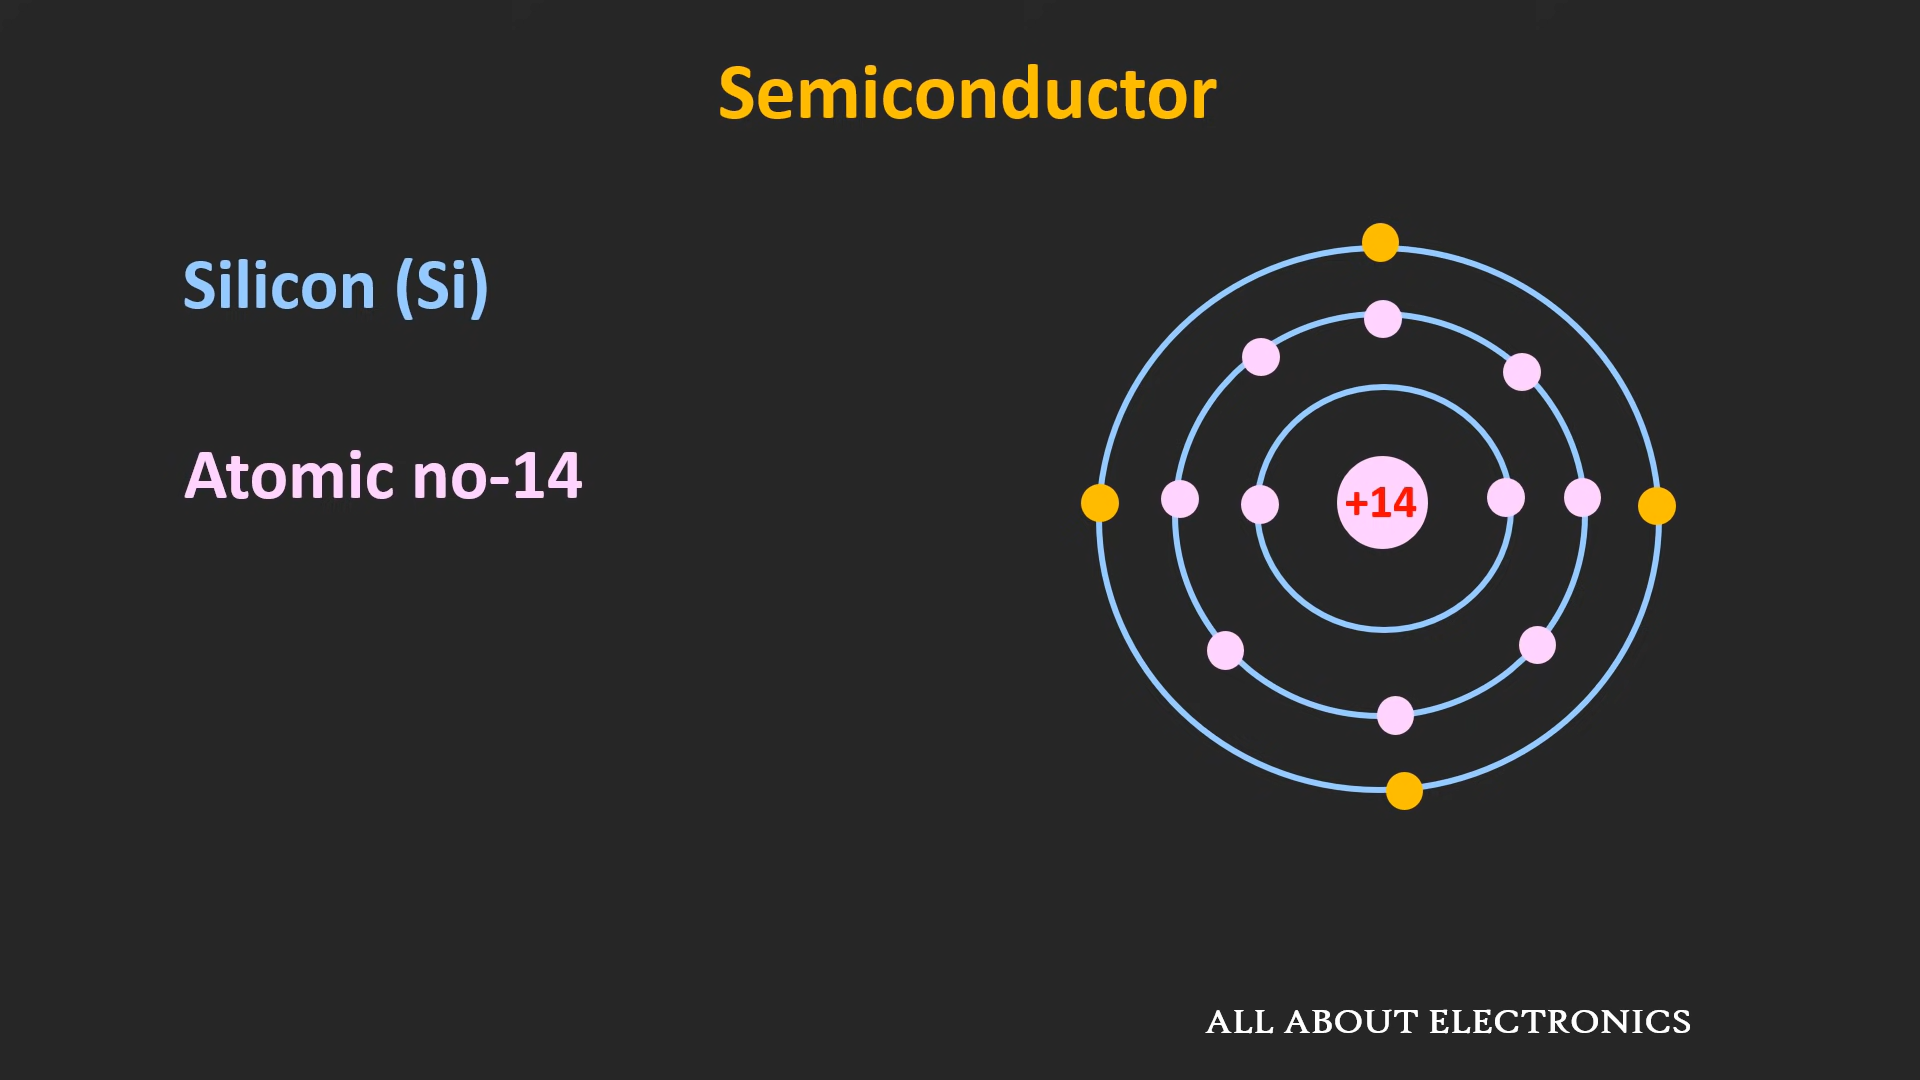 Semiconductor
Silicon (Si)
Atomic no-14
+14
ALL ABOUT ELECTRONICS